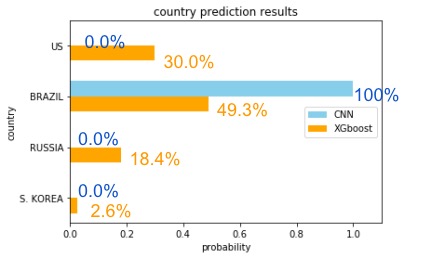 country prediction results
US
0.0%
30.0%
BRAZIL
100%
49.3%
CNN
XGboost
country
RUSSIA
0.0%
18.4%
S. KOREA
0.0%
2.6%
0.0 0.2 0.4 0.6 0.8 1.0
probability